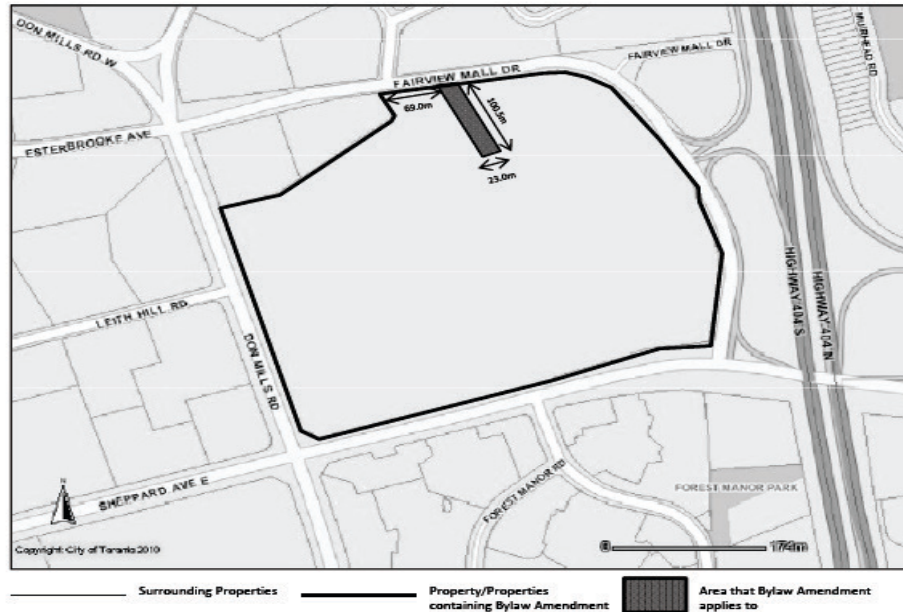 DON MILLS RD W
FAIRVIEW MALL DR
FAIRVIEW MALL DR
MUIRHEAD RD
69.0m
100.5m
23.0m
ESTERBROOKE AVE
LEITH HILL RD
DON MILLS RD
HIGHWAY 404 S
HIGHWAY 404 N
SHEPPARD AVE E
FOREST MANOR RD
FOREST MANOR PARK
N
Copyright: City of Toronto 2010
0 174m
Surrounding Properties
Property/Properties
containing Bylaw Amendment
Area that Bylaw Amendment
applies to